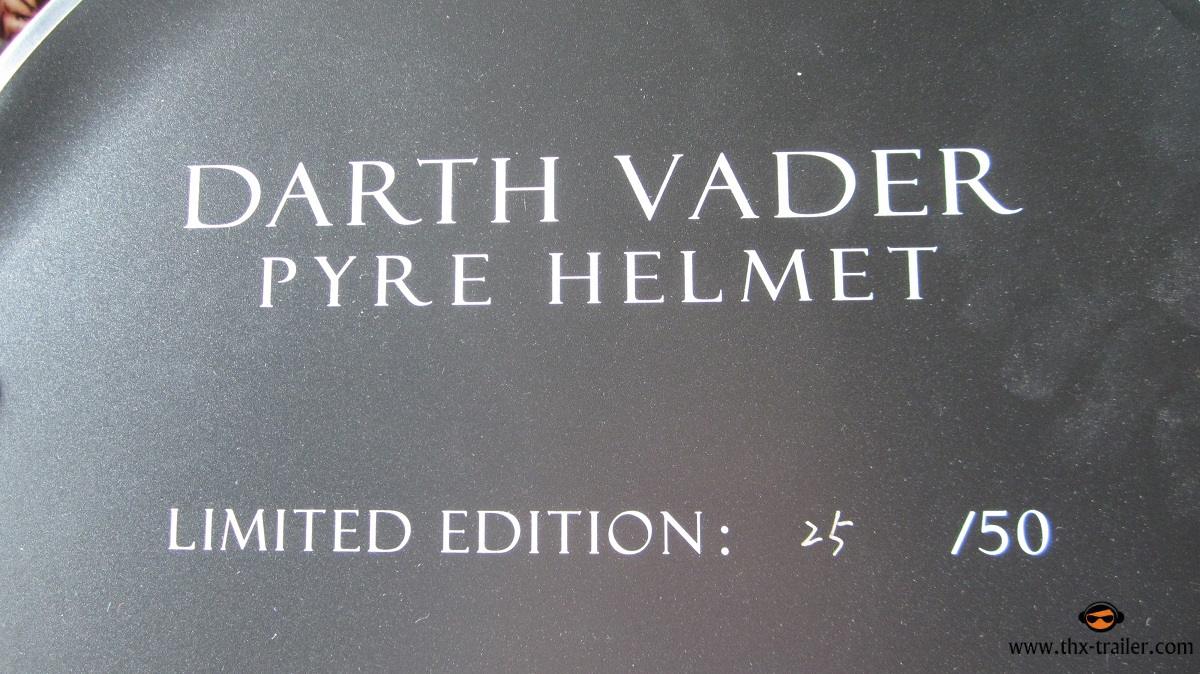 DARTH VADER
PYRE HELMET
LIMITED EDITION: 25 /50
www.thx-trailer.com